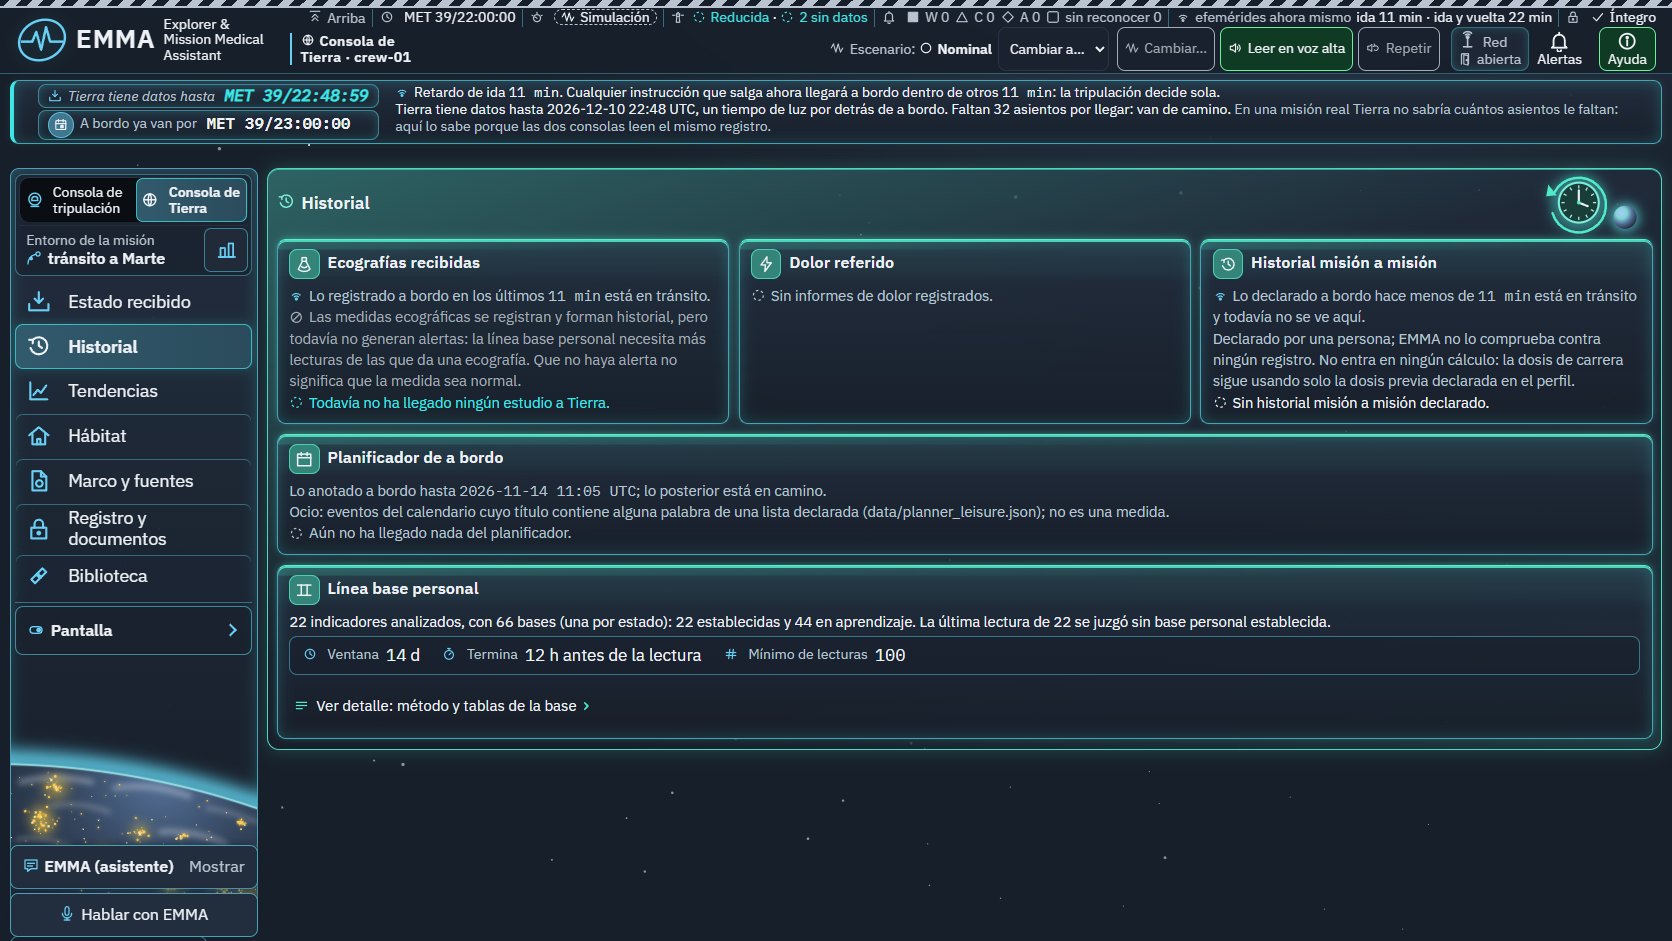 Arriba
MET 39/22:00:00
Simulación
Reducida · 2 sin datos
W 0 C 0 A 0 sin reconocer 0
efemérides ahora mismo ida 11 min · ida y vuelta 22 min
Íntegro
EMMA
Explorer &
Mission Medical
Assistant
Consola de
Tierra · crew-01
Escenario: Nominal
Cambiar a...
Cambiar...
Leer en voz alta
Repetir
Red
abierta
Alertas
Ayuda
Tierra tiene datos hasta MET 39/22:48:59
A bordo ya van por MET 39/23:00:00
Retardo de ida 11 min. Cualquier instrucción que salga ahora llegará a bordo dentro de otros 11 min: la tripulación decide sola.
Tierra tiene datos hasta 2026-12-10 22:48 UTC, un tiempo de luz por detrás de a bordo. Faltan 32 asientos por llegar: van de camino. En una misión real Tierra no sabría cuántos asientos le faltan:
aquí lo sabe porque las dos consolas leen el mismo registro.
Consola de
tripulación
Consola de
Tierra
Entorno de la misión
tránsito a Marte
Estado recibido
Historial
Tendencias
Hábitat
Marco y fuentes
Registro y
documentos
Biblioteca
Pantalla
EMMA (asistente) Mostrar
Hablar con EMMA
Historial
Ecografías recibidas
Lo registrado a bordo en los últimos 11 min está en tránsito.
Las medidas ecográficas se registran y forman historial, pero
todavía no generan alertas: la línea base personal necesita más
lecturas de las que da una ecografía. Que no haya alerta no
significa que la medida sea normal.
Todavía no ha llegado ningún estudio a Tierra.
Dolor referido
Sin informes de dolor registrados.
Historial misión a misión
Lo declarado a bordo hace menos de 11 min está en tránsito
y todavía no se ve aquí.
Declarado por una persona; EMMA no lo comprueba contra
ningún registro. No entra en ningún cálculo: la dosis de carrera
sigue usando solo la dosis previa declarada en el perfil.
Sin historial misión a misión declarado.
Planificador de a bordo
Lo anotado a bordo hasta 2026-11-14 11:05 UTC; lo posterior está en camino.
Ocio: eventos del calendario cuyo título contiene alguna palabra de una lista declarada (data/planner_leisure.json); no es una medida.
Aún no ha llegado nada del planificador.
Línea base personal
22 indicadores analizados, con 66 bases (una por estado): 22 establecidas y 44 en aprendizaje. La última lectura de 22 se juzgó sin base personal establecida.
Ventana 14 d Termina 12 h antes de la lectura # Mínimo de lecturas 100
Ver detalle: método y tablas de la base